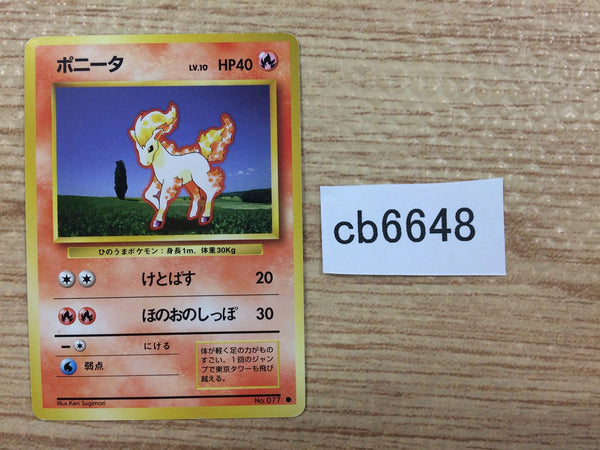 ポニータ LV.10 HP40
ひのうまポケモン：身長1m、体重30Kg
けとばす 20
ほのおのしっぽ 30
にげる
弱点
体が軽く足の力がものすごい。1回のジャンプで東京タワーも飛び越える。
Illus.Ken Sugimori
No.077
cb6648